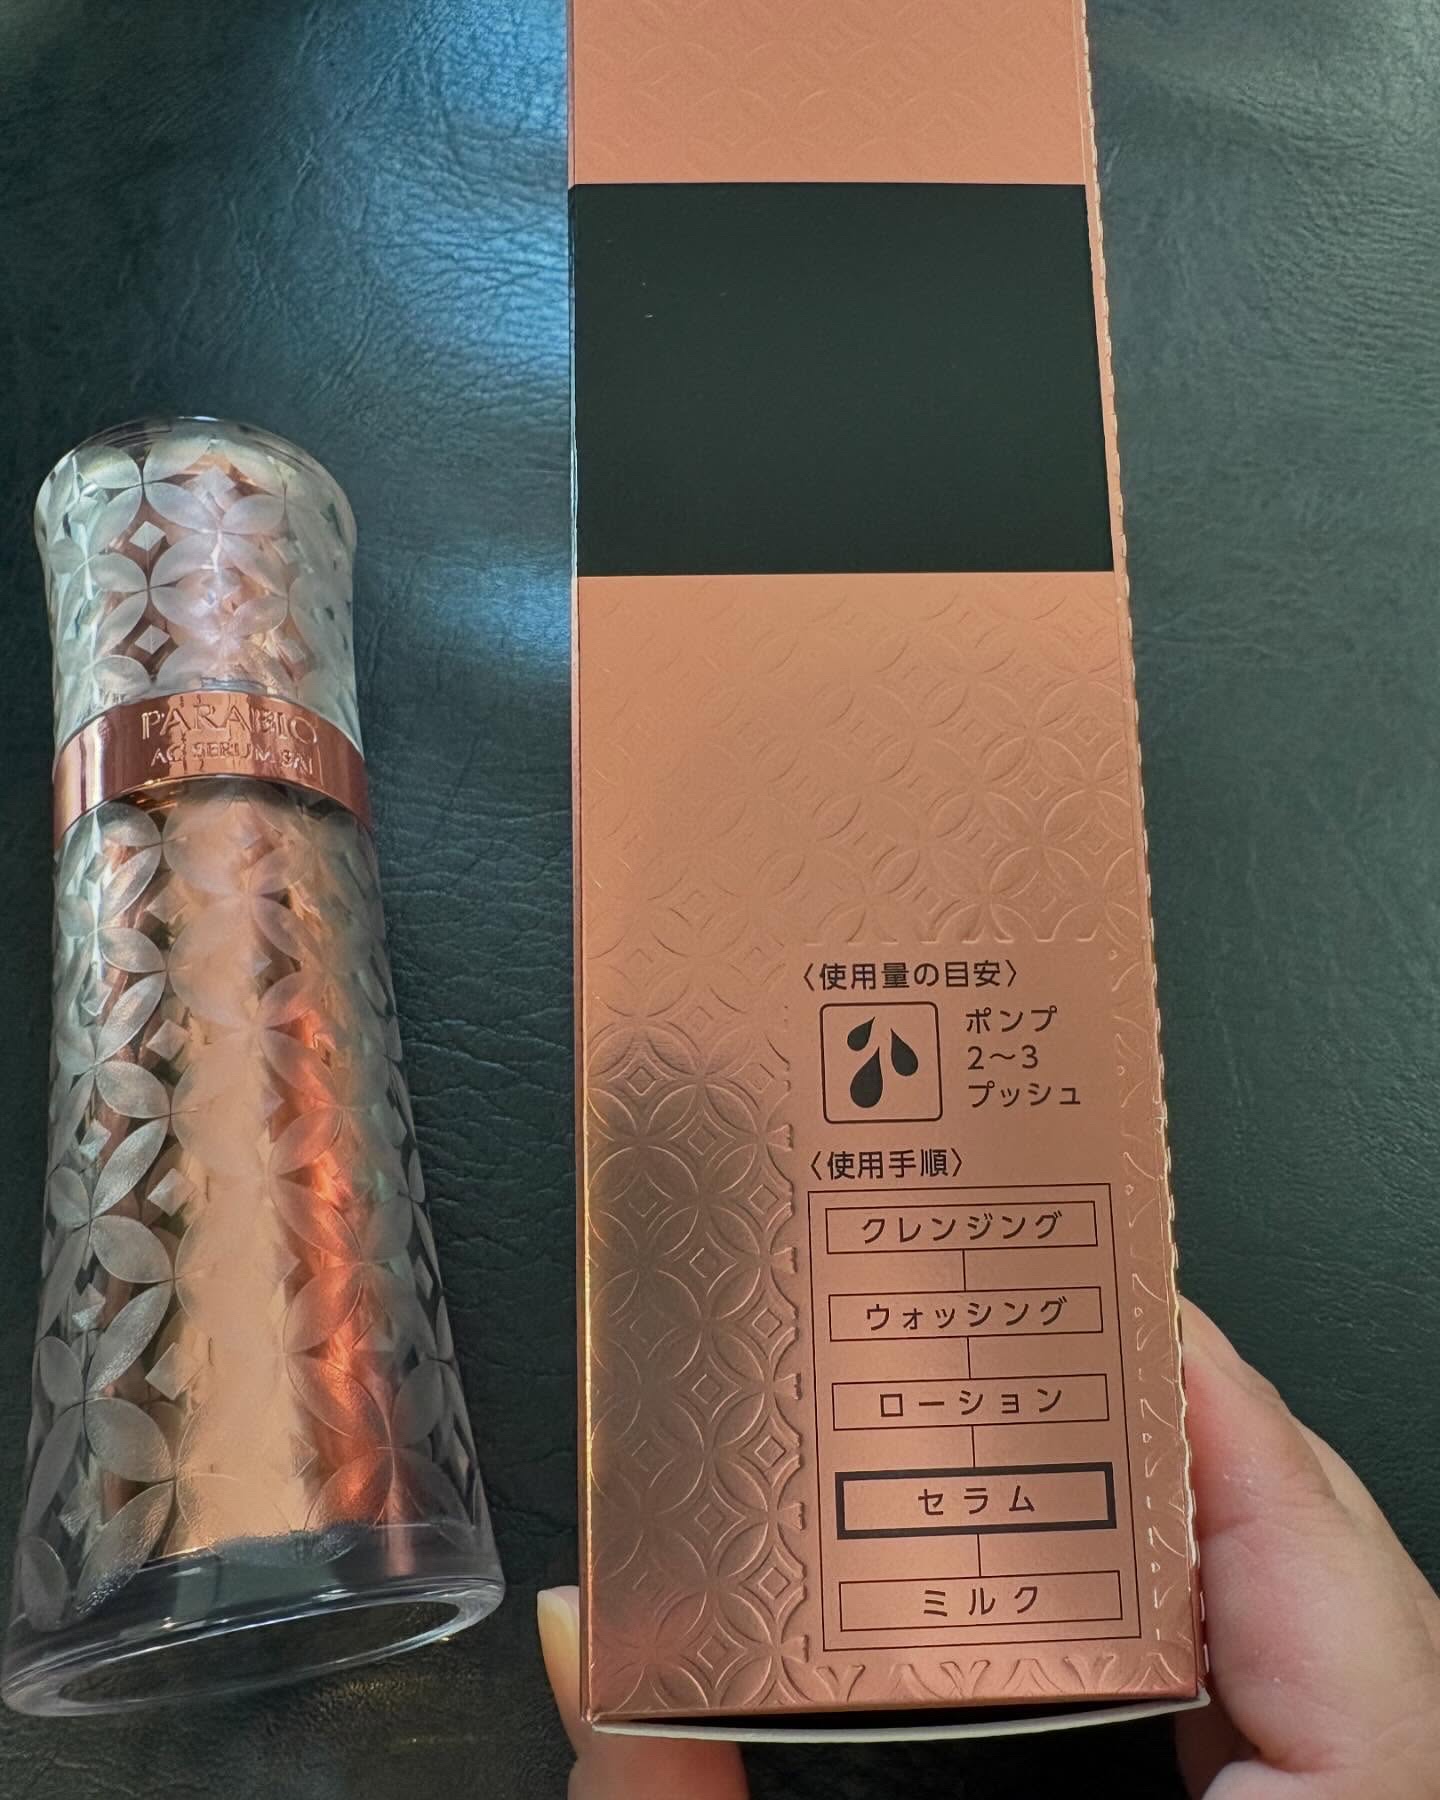 PARABIO
AC SERUM SAI
〈使用量の目安〉
ポンプ
2〜3
プッシュ
〈使用手順〉
クレンジング
ウォッシング
ローション
セラム
ミルク